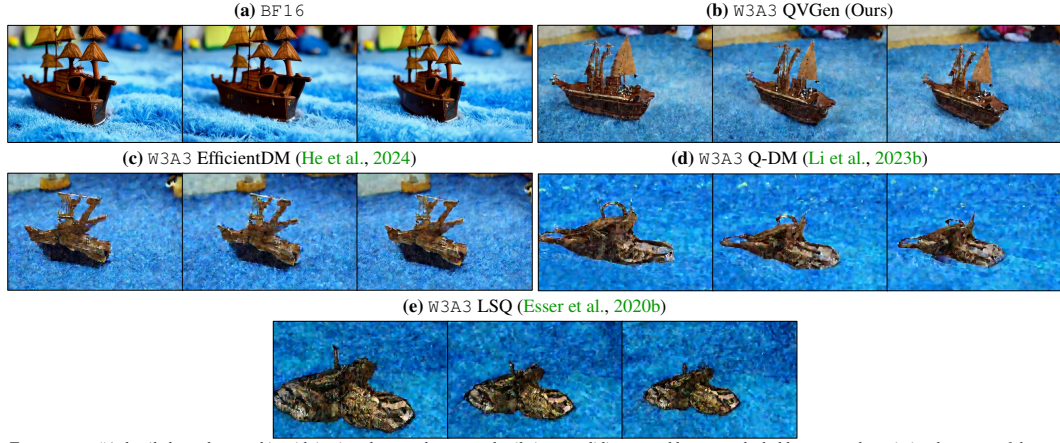 (a) BF16
(b) W3A3 QVGen (Ours)
(c) W3A3 EfficientDM (He et al., 2024)
(d) W3A3 Q-DM (Li et al., 2023b)
(e) W3A3 LSQ (Esser et al., 2020b)